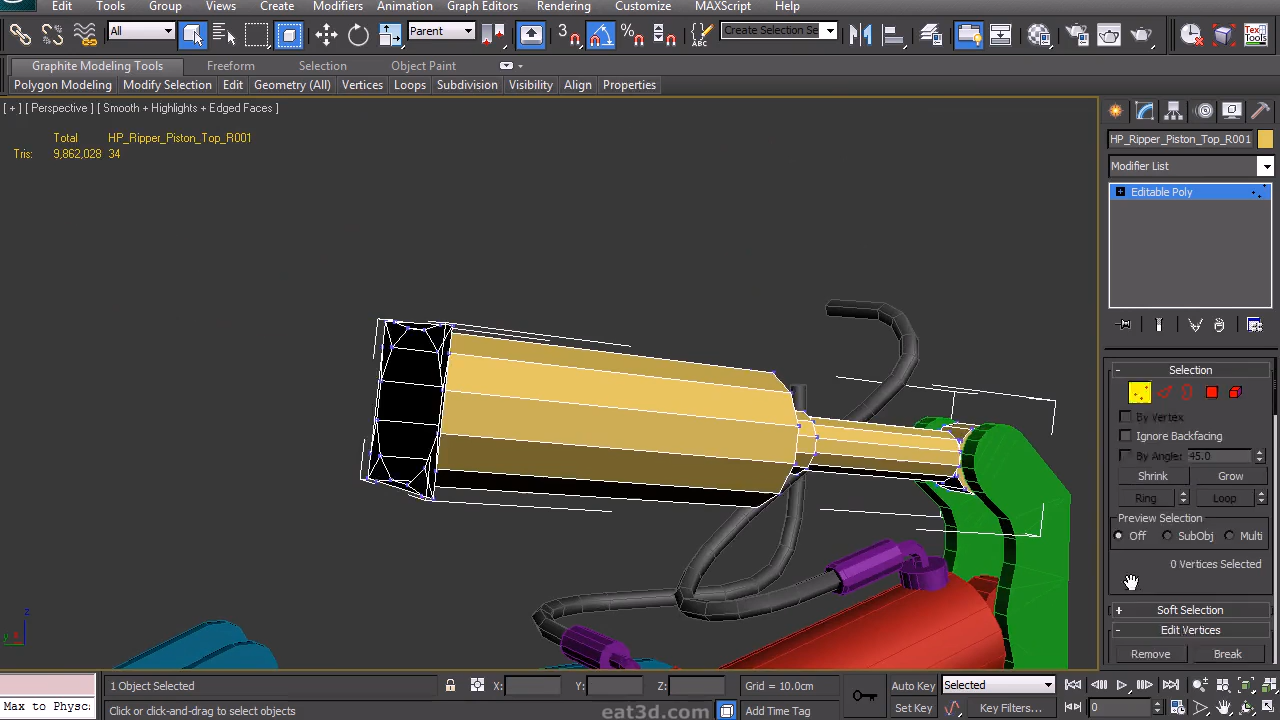 Edit Tools Group Views Create Modifiers Animation Graph Editors Rendering Customize MAXScript Help
All Parent 3 % ABC Create Selection Se Tex Tools
Graphite Modeling Tools Freeform Selection Object Paint
Polygon Modeling Modify Selection Edit Geometry (All) Vertices Loops Subdivision Visibility Align Properties
[ + ] [ Perspective ] [ Smooth + Highlights + Edged Faces ]
Total HP_Ripper_Piston_Top_R001
Tris: 9,862,028 34
HP_Ripper_Piston_Top_R001
Modifier List
Editable Poly
- Selection
By Vertex
Ignore Backfacing
By Angle: 45.0
Shrink Grow
Ring Loop
Preview Selection
Off SubObj Multi
0 Vertices Selected
+ Soft Selection
- Edit Vertices
Remove Break
z
y x
1 Object Selected X: Y: Z: Grid = 10.0cm Auto Key Selected
Max to Physc Click or click-and-drag to select objects Add Time Tag Set Key Key Filters... 0
eat3d.com